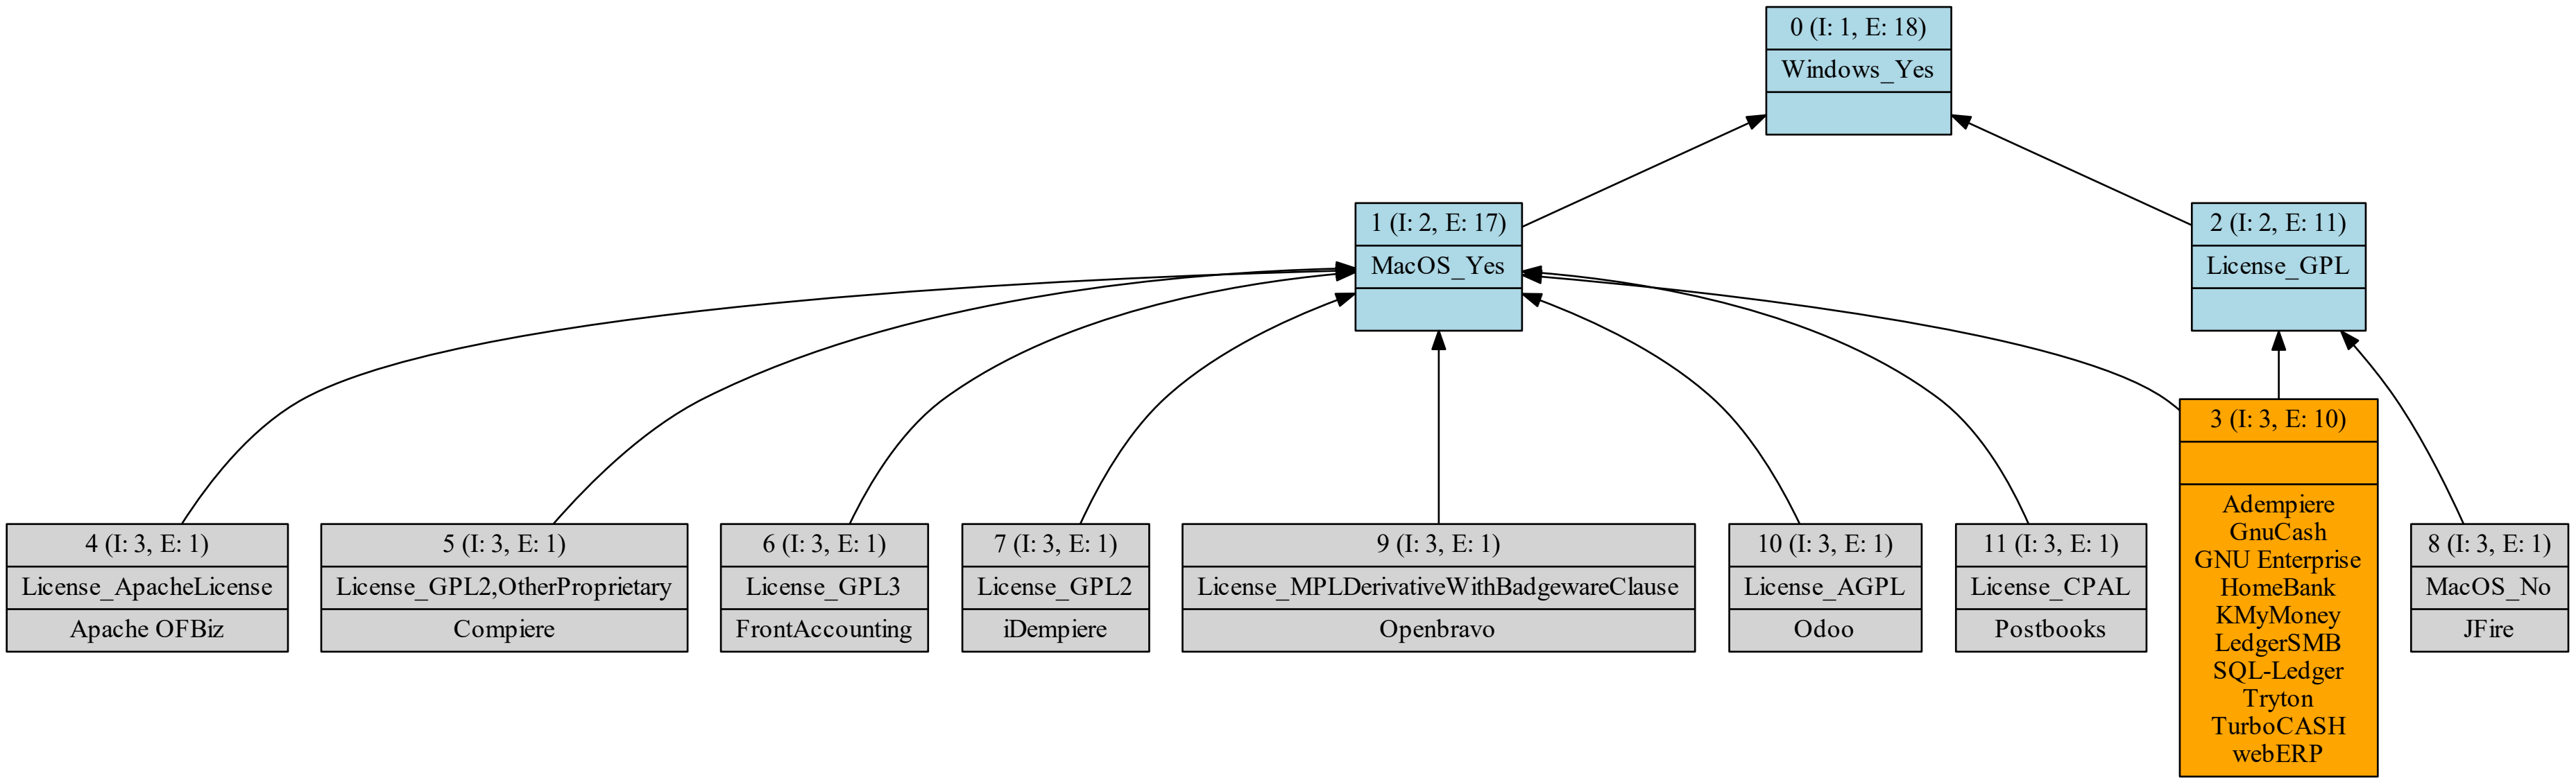 0 (I: 1, E: 18)
Windows_Yes
1 (I: 2, E: 17)
MacOS_Yes
2 (I: 2, E: 11)
License_GPL
3 (I: 3, E: 10)
Adempiere
GnuCash
GNU Enterprise
HomeBank
KMyMoney
LedgerSMB
SQL-Ledger
Tryton
TurboCASH
webERP
4 (I: 3, E: 1)
License_ApacheLicense
Apache OFBiz
5 (I: 3, E: 1)
License_GPL2,OtherProprietary
Compiere
6 (I: 3, E: 1)
License_GPL3
FrontAccounting
7 (I: 3, E: 1)
License_GPL2
iDempiere
9 (I: 3, E: 1)
License_MPLDerivativeWithBadgewareClause
Openbravo
10 (I: 3, E: 1)
License_AGPL
Odoo
11 (I: 3, E: 1)
License_CPAL
Postbooks
8 (I: 3, E: 1)
MacOS_No
JFire